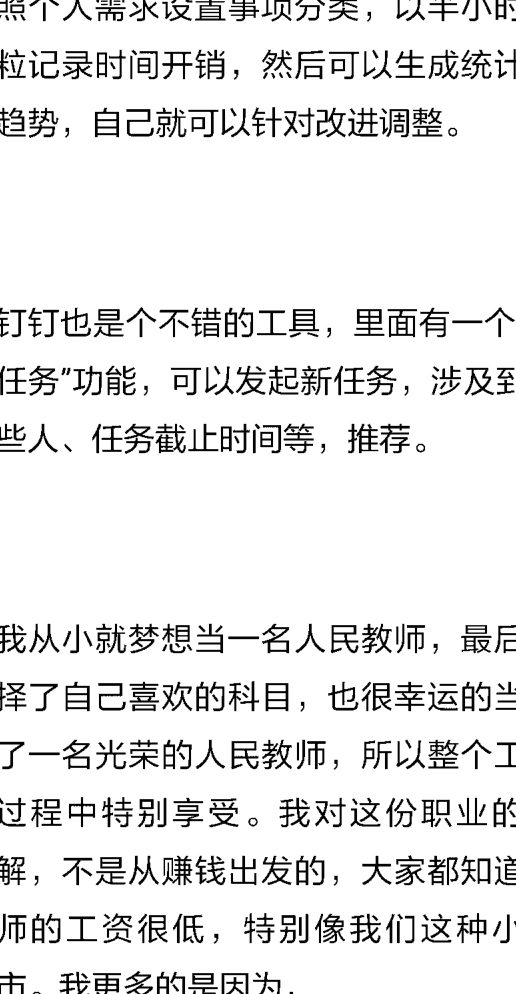 照个人需求设置事项分类，以半小时
粒记录时间开销，然后可以生成统计
趋势，自己就可以针对改进调整。
钉钉也是个不错的工具，里面有一个
任务”功能，可以发起新任务，涉及到
些人、任务截止时间等，推荐。
我从小就梦想当一名人民教师，最后
择了自己喜欢的科目，也很幸运的当
了一名光荣的人民教师，所以整个工
过程中特别享受。我对这份职业的
解，不是从赚钱出发的，大家都知道
师的工资很低，特别像我们这种小
市。我更多的是因为，